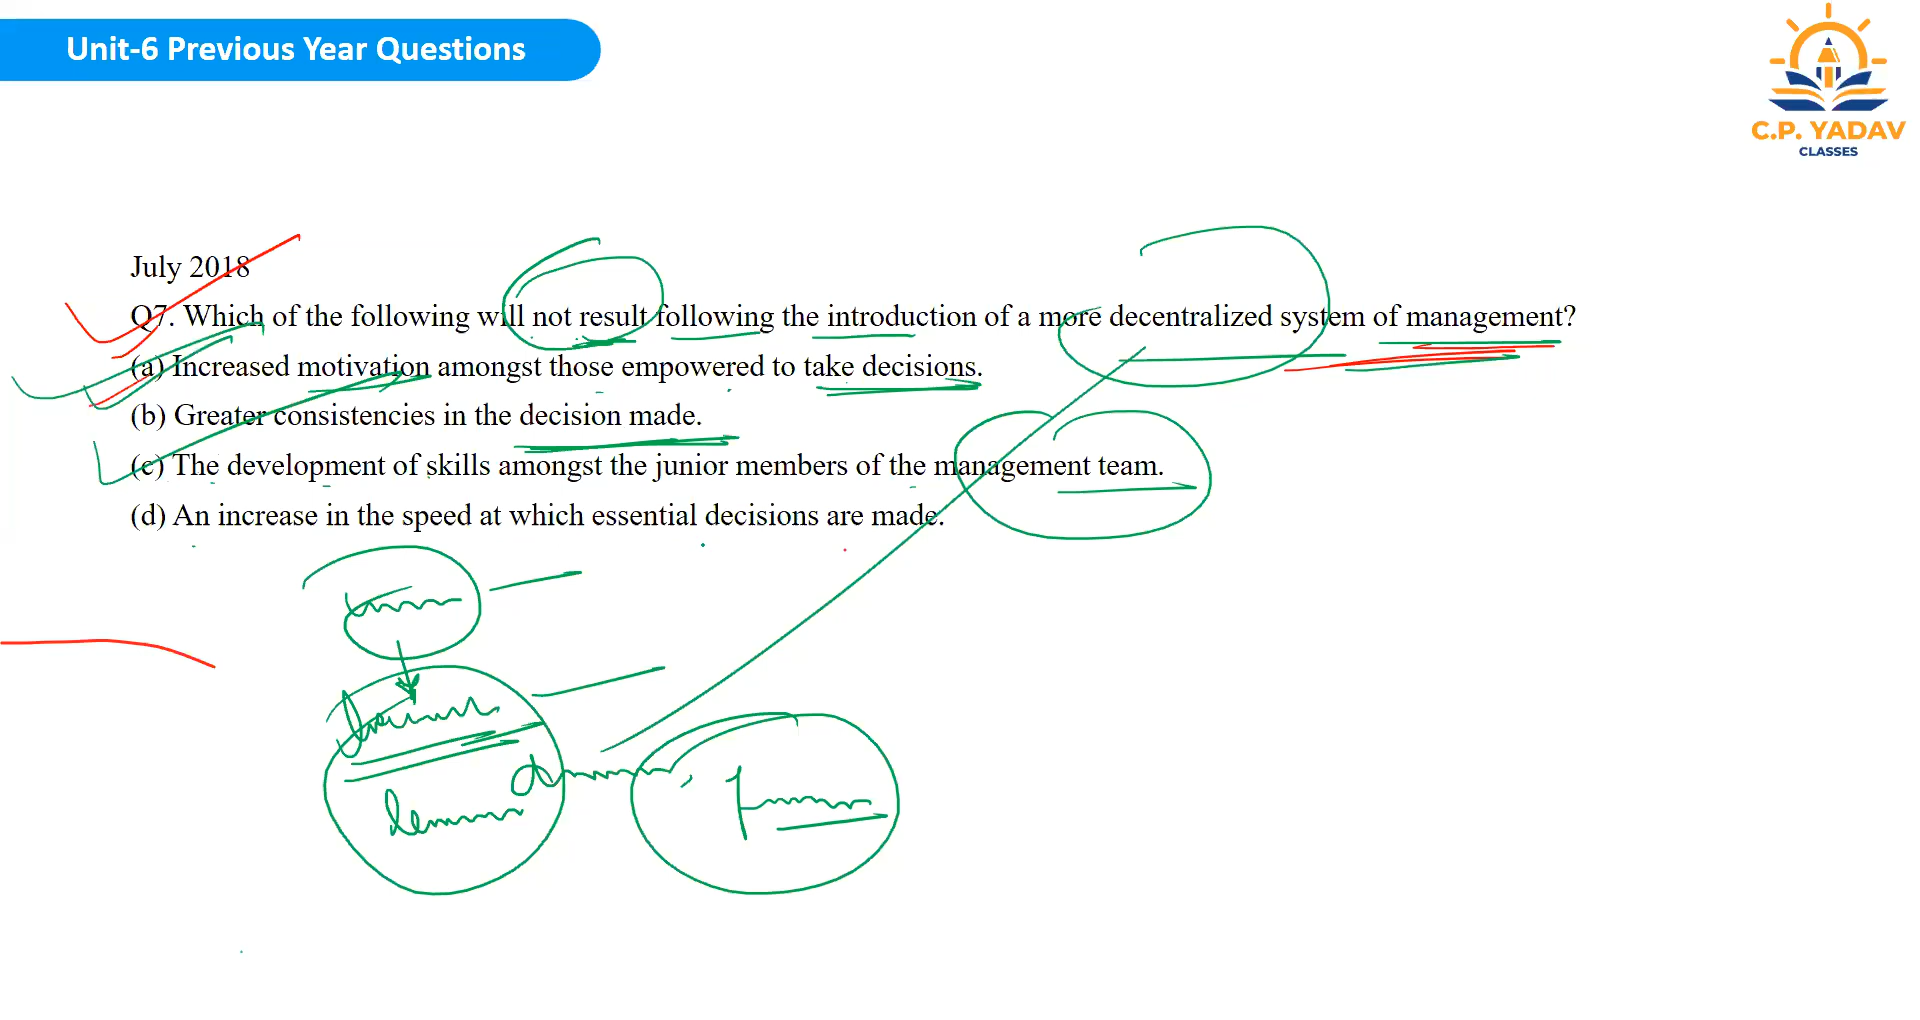 Unit-6 Previous Year Questions
C.P. YADAV
CLASSES
July 2018
Q7. Which of the following will not result following the introduction of a more decentralized system of management?
(a) Increased motivation amongst those empowered to take decisions.
(b) Greater consistencies in the decision made.
(c) The development of skills amongst the junior members of the management team.
(d) An increase in the speed at which essential decisions are made.